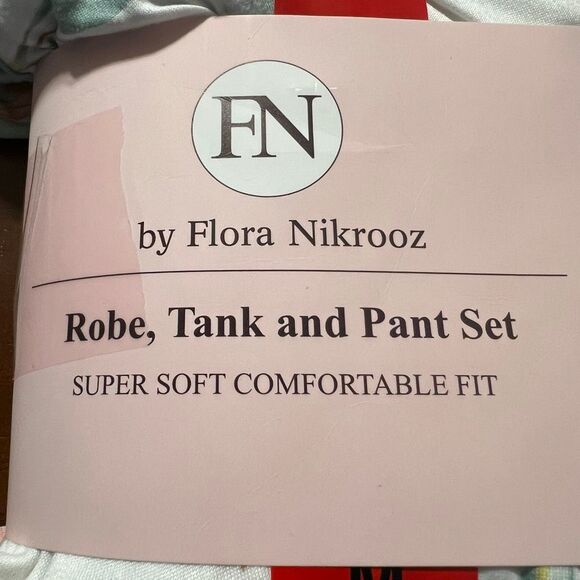 FN
by Flora Nikrooz
Robe, Tank and Pant Set
SUPER SOFT COMFORTABLE FIT